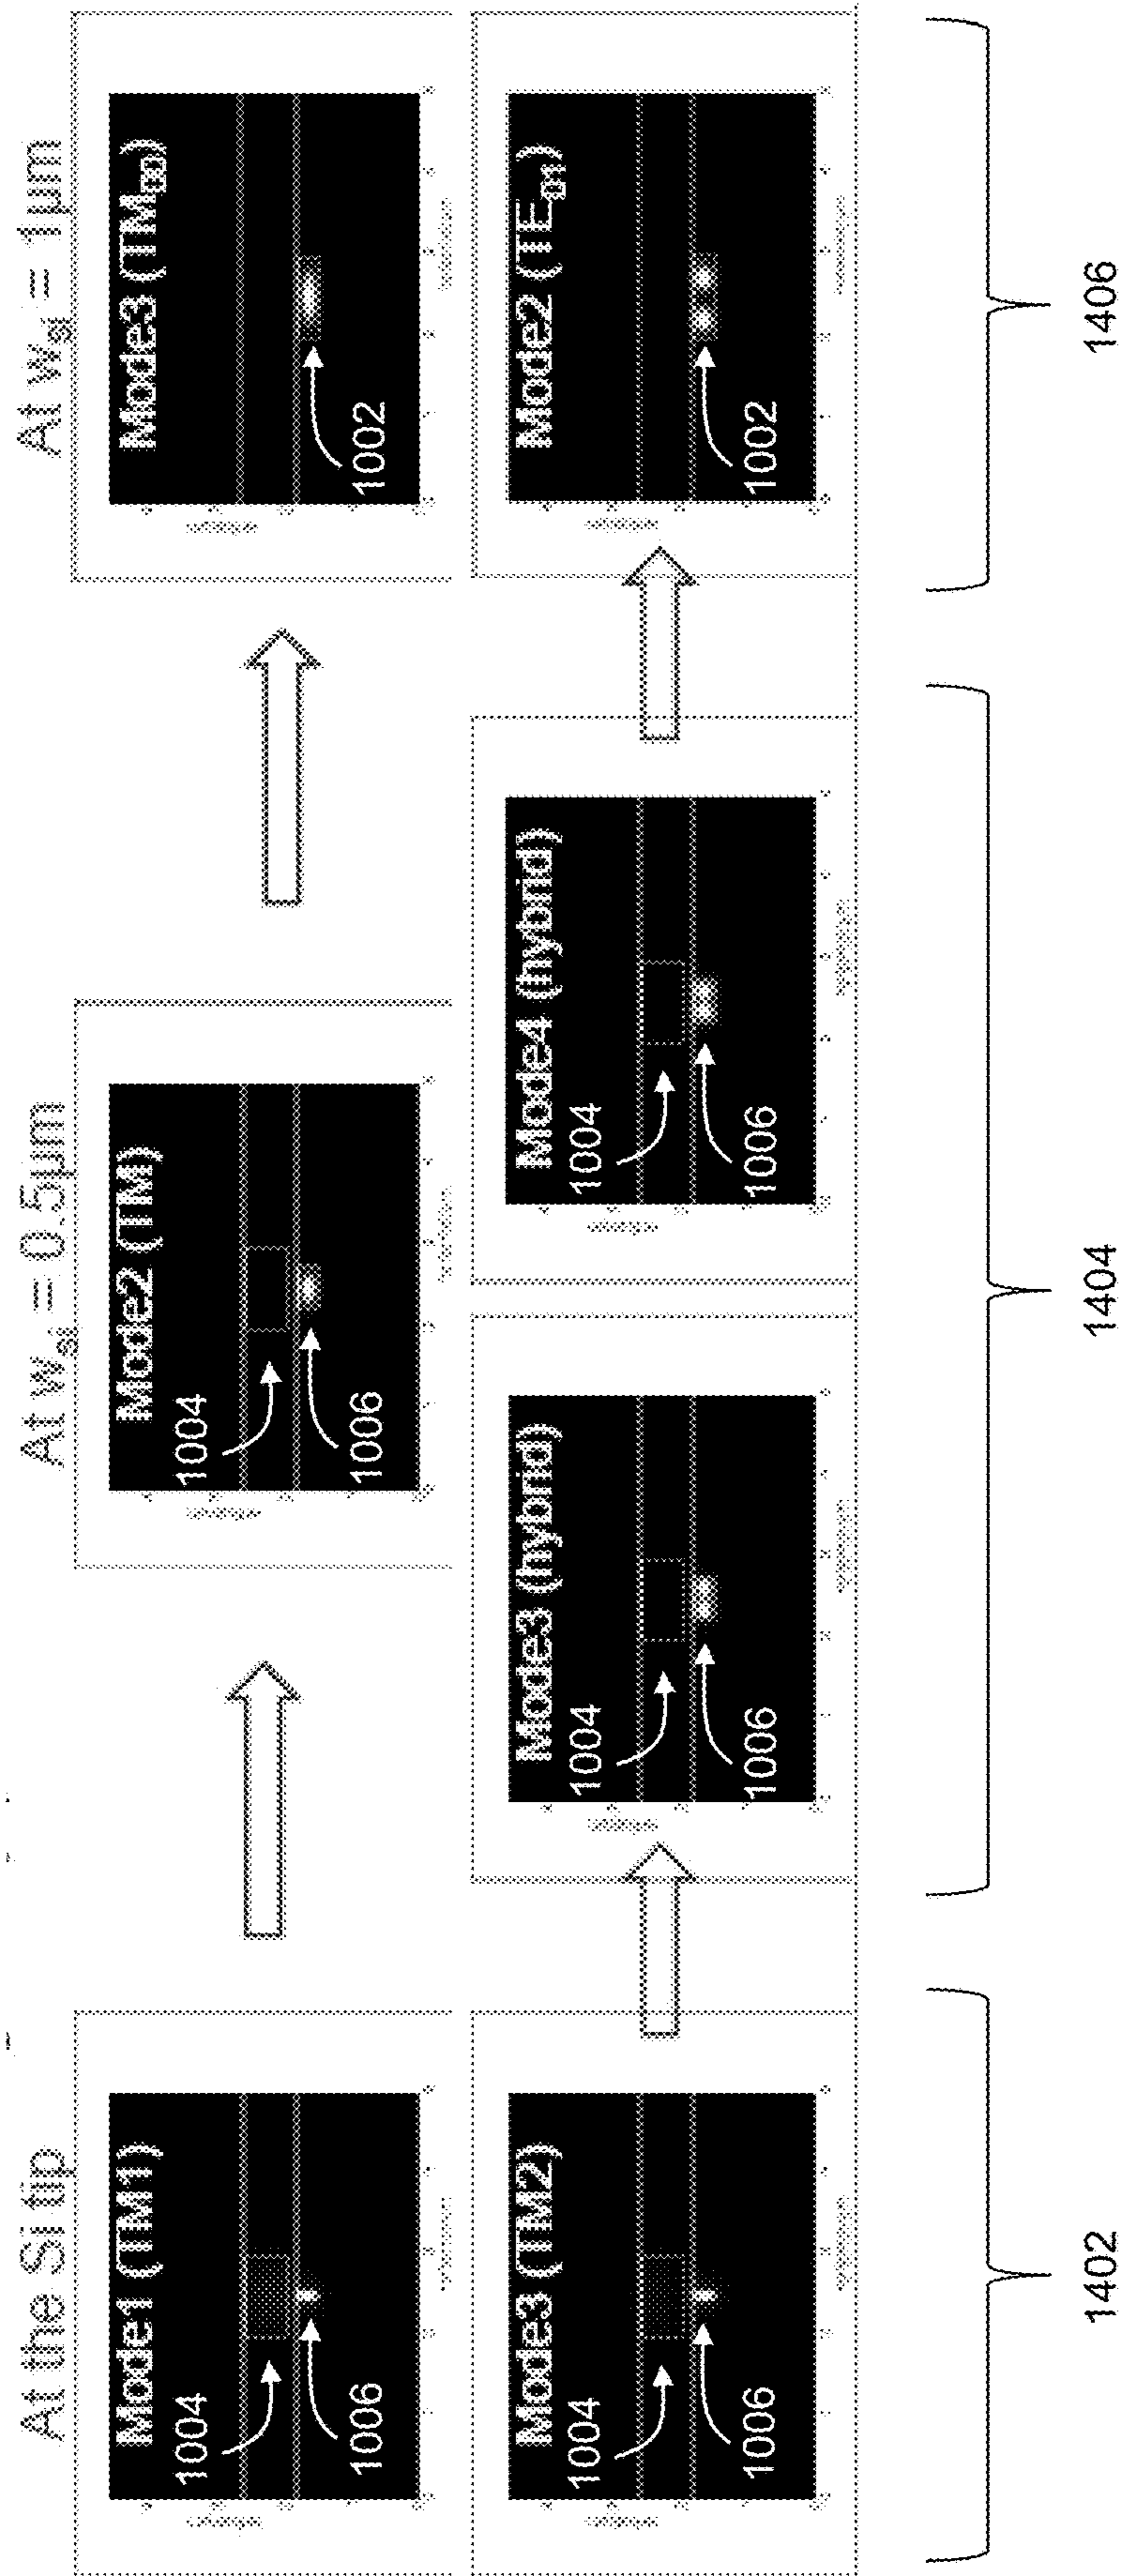 At the Si tip
At w_si = 0.5µm
At w_si = 1µm
Mode1 (TM1)
1004
1006
Mode2 (TM)
1004
1006
Mode3 (TM₀₀)
1002
Mode3 (TM2)
1004
1006
Mode3 (hybrid)
1004
1006
Mode4 (hybrid)
1004
1006
Mode2 (TE₀₁)
1002
1402
1404
1406